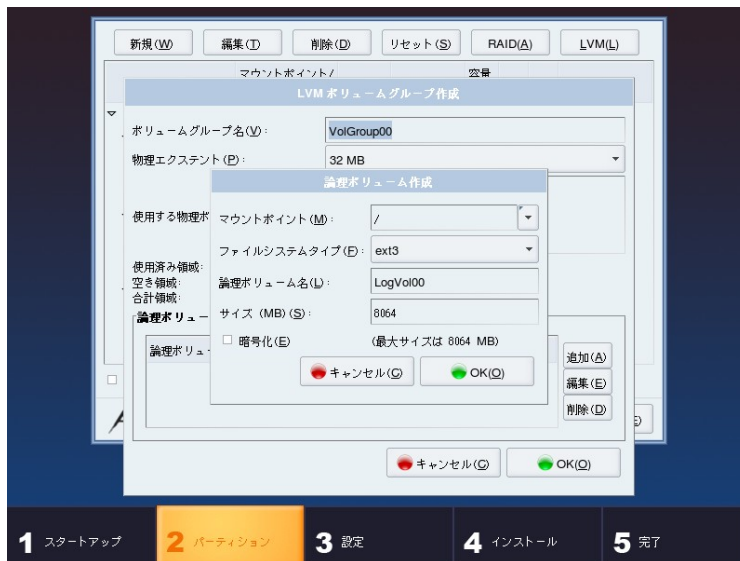 新規(W) 編集(T) 削除(D) リセット(S) RAID(A) LVM(L)
マウントポイント/ 容量
LVM ボリュームグループ作成
ボリュームグループ名(V): VolGroup00
物理エクステント(P): 32 MB
論理ボリューム作成
使用する物理ボ
マウントポイント(M): /
ファイルシステムタイプ(F): ext3
使用済み領域:
空き領域:
合計領域:
論理ボリューム名(L): LogVol00
論理ボリュー
サイズ (MB)(S): 8064
暗号化(E) (最大サイズは 8064 MB)
論理ボリュー
追加(A)
キャンセル(C) OK(O)
編集(E)
削除(D)
キャンセル(C) OK(O)
1 スタートアップ 2 パーティション 3 設定 4 インストール 5 完了